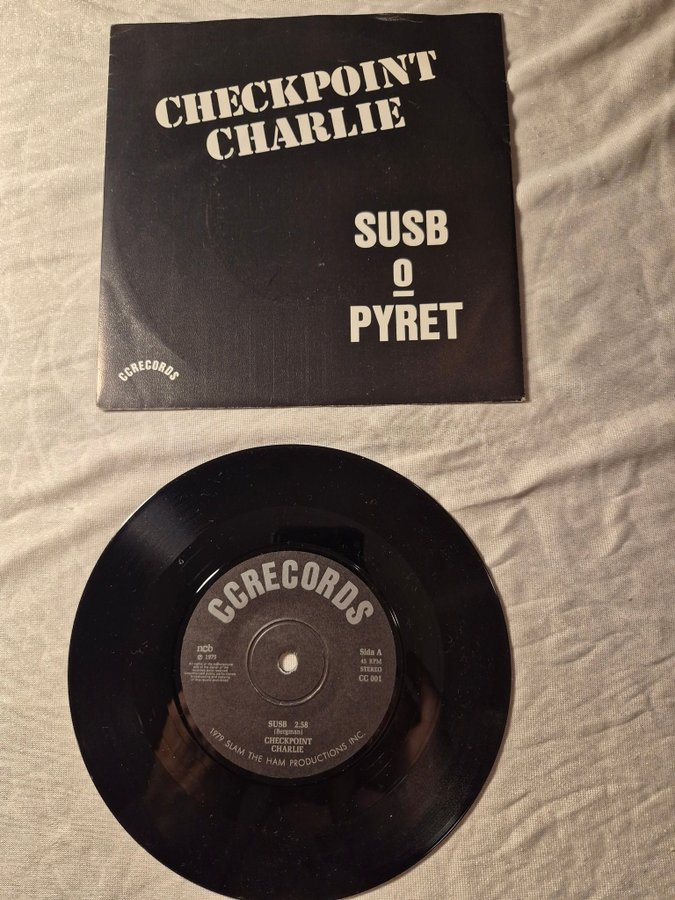 CHECKPOINT
CHARLIE
SUSB
O
PYRET
CCRECORDS
CCRECORDS
ncb
℗ 1979
Sida A
45 RPM
STEREO
CC 001
SUSB 2.58
(Bergman)
CHECKPOINT
CHARLIE
1979 SLAM THE HAM PRODUCTIONS INC.